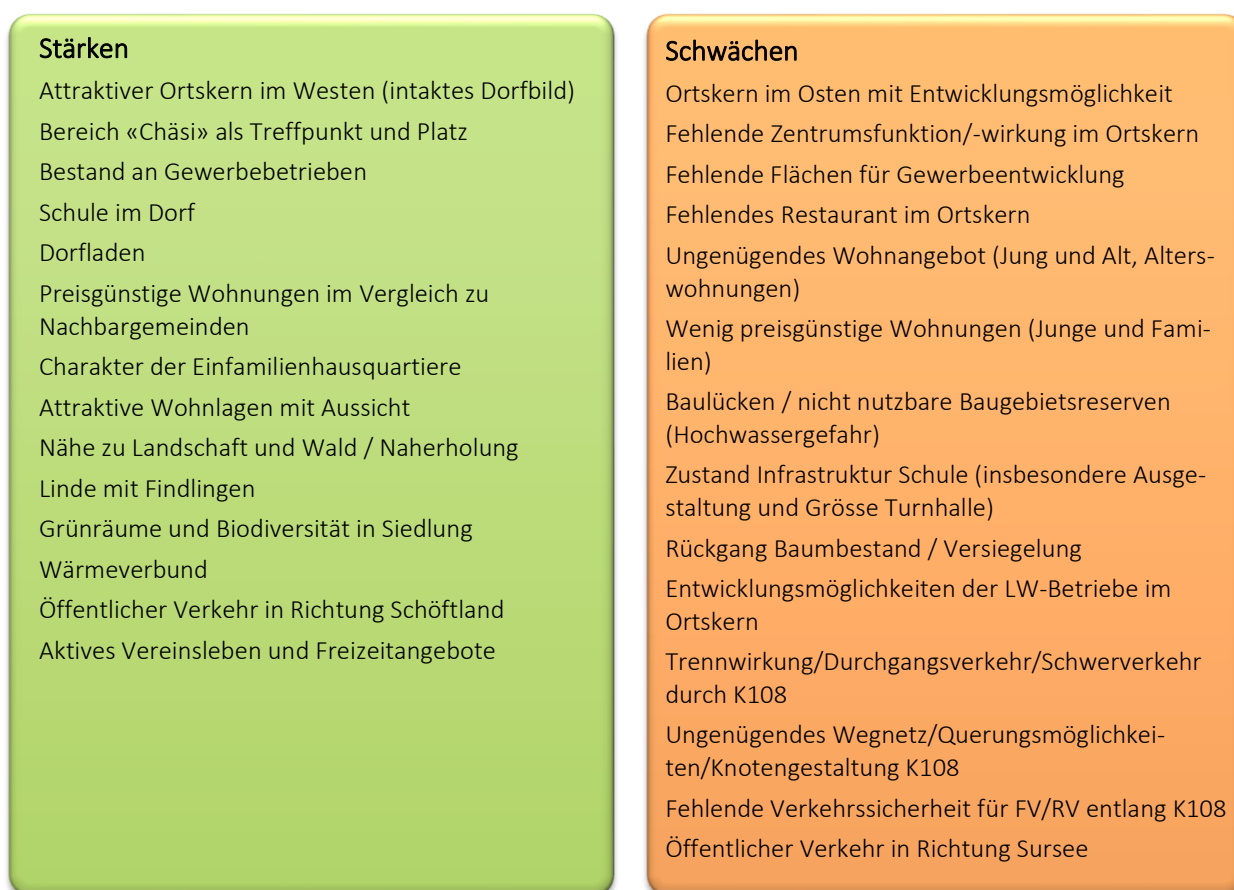 Stärken
Attraktiver Ortskern im Westen (intaktes Dorfbild)
Bereich «Chäsi» als Treffpunkt und Platz
Bestand an Gewerbebetrieben
Schule im Dorf
Dorfladen
Preisgünstige Wohnungen im Vergleich zu
Nachbargemeinden
Charakter der Einfamilienhausquartiere
Attraktive Wohnlagen mit Aussicht
Nähe zu Landschaft und Wald / Naherholung
Linde mit Findlingen
Grünräume und Biodiversität in Siedlung
Wärmeverbund
Öffentlicher Verkehr in Richtung Schöftland
Aktives Vereinsleben und Freizeitangebote
Schwächen
Ortskern im Osten mit Entwicklungsmöglichkeit
Fehlende Zentrumsfunktion/-wirkung im Ortskern
Fehlende Flächen für Gewerbeentwicklung
Fehlendes Restaurant im Ortskern
Ungenügendes Wohnangebot (Jung und Alt, Alters-
wohnungen)
Wenig preisgünstige Wohnungen (Junge und Fami-
lien)
Baulücken / nicht nutzbare Baugebietsreserven
(Hochwassergefahr)
Zustand Infrastruktur Schule (insbesondere Ausge-
staltung und Grösse Turnhalle)
Rückgang Baumbestand / Versiegelung
Entwicklungsmöglichkeiten der LW-Betriebe im
Ortskern
Trennwirkung/Durchgangsverkehr/Schwerverkehr
durch K108
Ungenügendes Wegnetz/Querungsmöglichkei-
ten/Knotengestaltung K108
Fehlende Verkehrssicherheit für FV/RV entlang K108
Öffentlicher Verkehr in Richtung Sursee